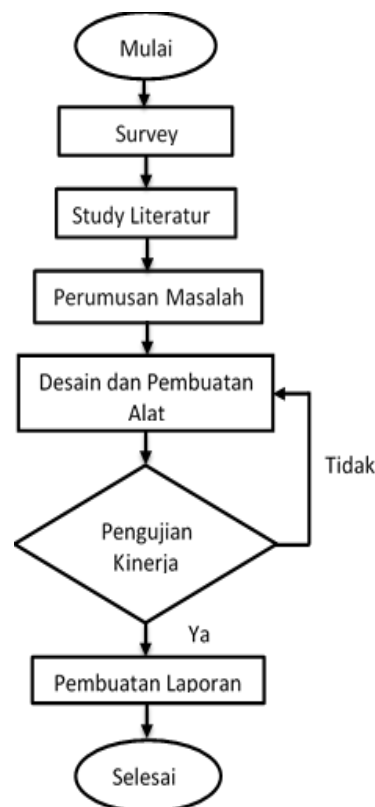 Mulai
Survey
Study Literatur
Perumusan Masalah
Desain dan Pembuatan
Alat
Tidak
Pengujian
Kinerja
Ya
Pembuatan Laporan
Selesai